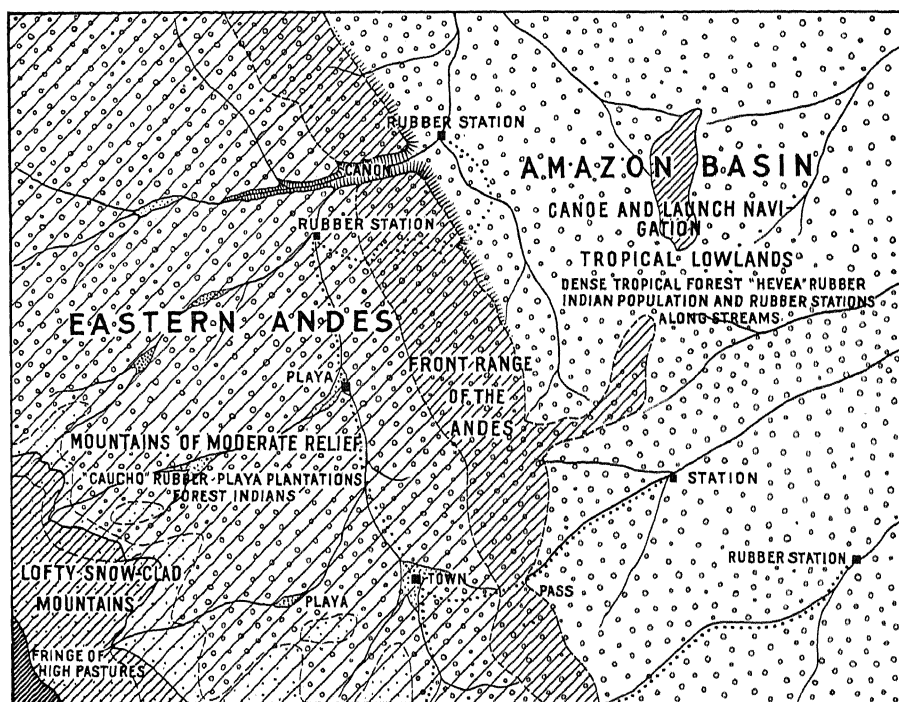 RUBBER STATION
CANON
AMAZON BASIN
CANOE AND LAUNCH NAVI-
GATION
RUBBER STATION
TROPICAL LOWLANDS
DENSE TROPICAL FOREST "HEVEA" RUBBER
INDIAN POPULATION AND RUBBER STATIONS
ALONG STREAMS
EASTERN ANDES
FRONT RANGE
OF THE
ANDES
PLAYA
MOUNTAINS OF MODERATE RELIEF
"CAUCHO" RUBBER-PLAYA PLANTATIONS
FOREST INDIANS
STATION
RUBBER STATION
LOFTY SNOW-CLAD
MOUNTAINS
TOWN
PASS
PLAYA
FRINGE OF
HIGH PASTURES